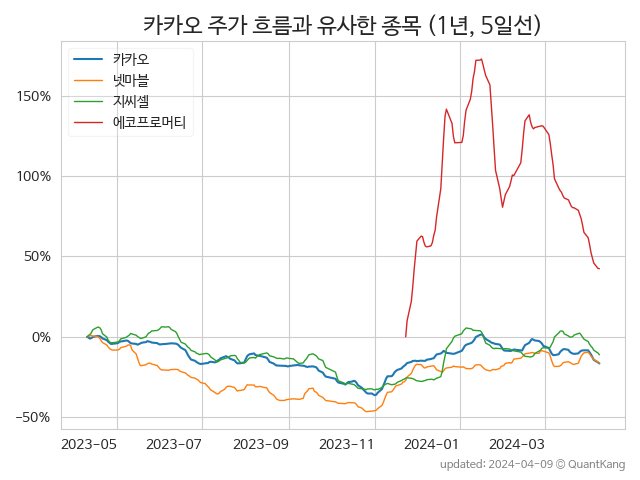 카카오 주가 흐름과 유사한 종목 (1년, 5일선)
카카오
넷마블
지씨셀
에코프로머티
150%
100%
50%
0%
−50%
2023-05 2023-07 2023-09 2023-11 2024-01 2024-03
updated: 2024-04-09 © QuantKang